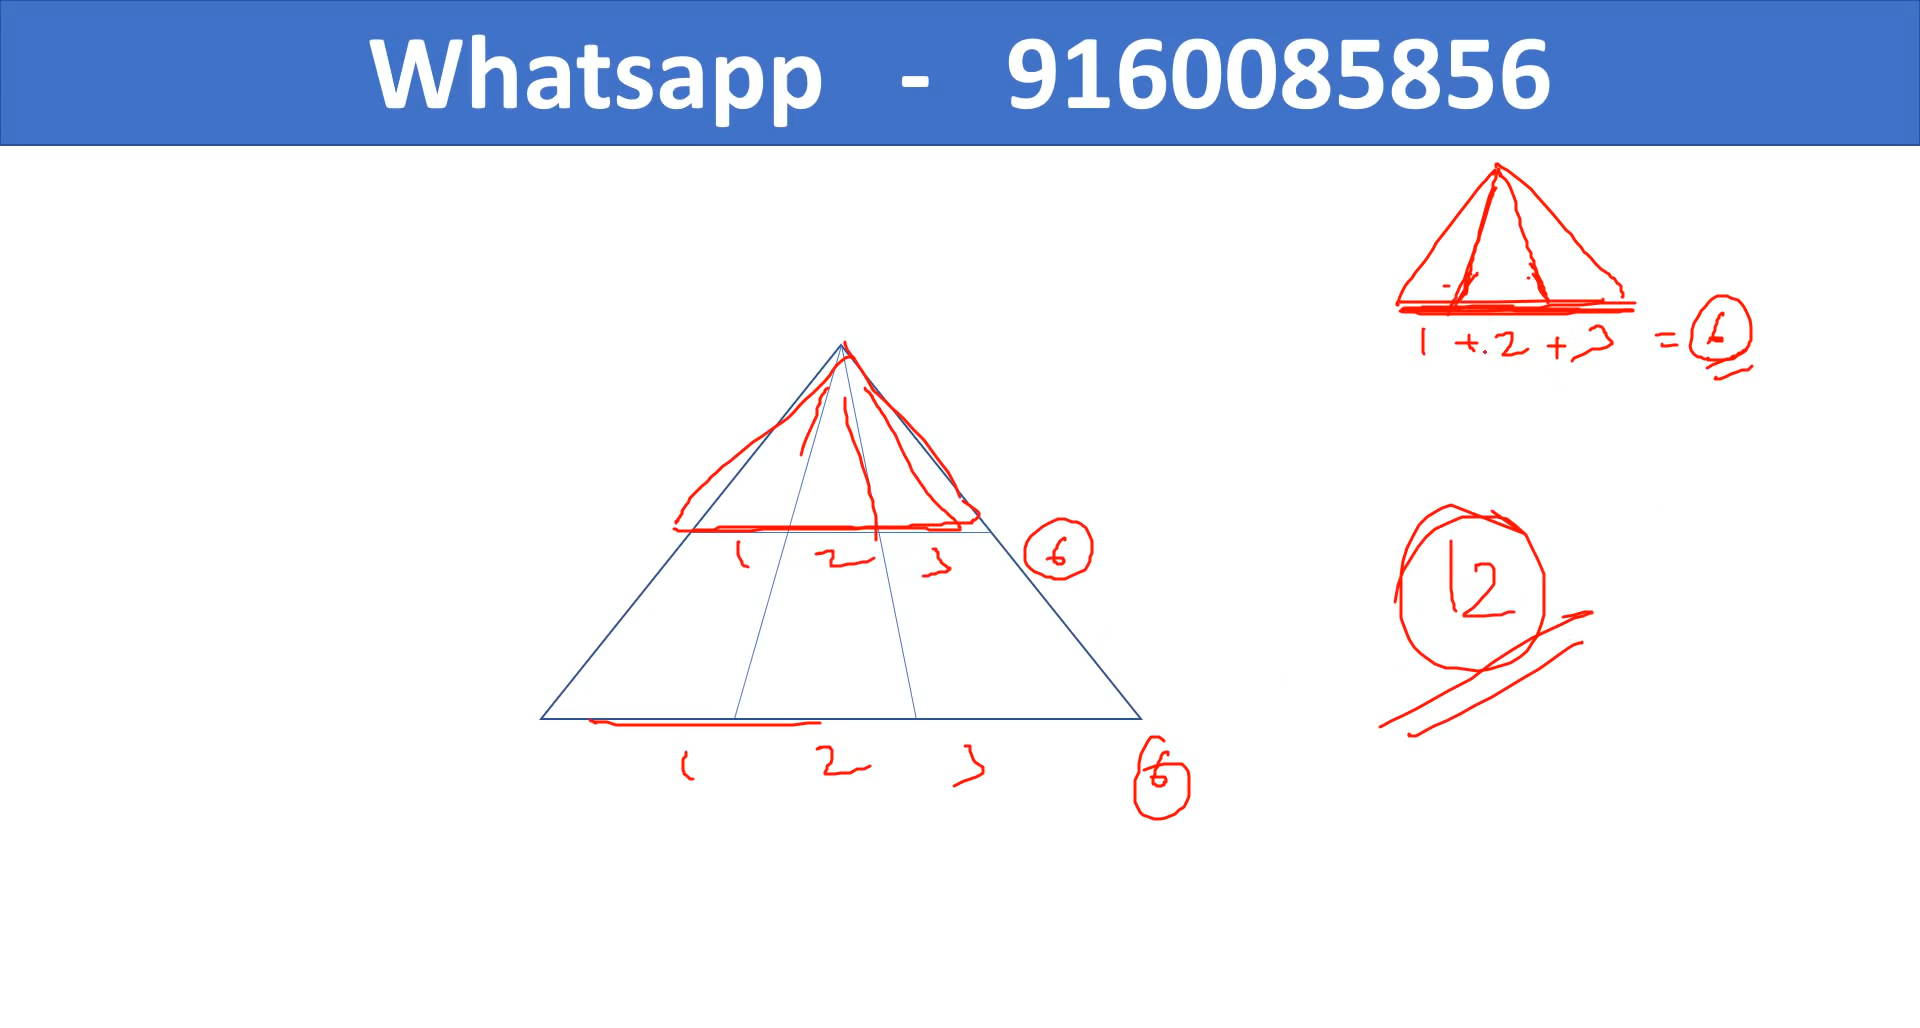 Whatsapp - 9160085856
1 + 2 + 3 = 6
1 2 3 6
12
1 2 3 6